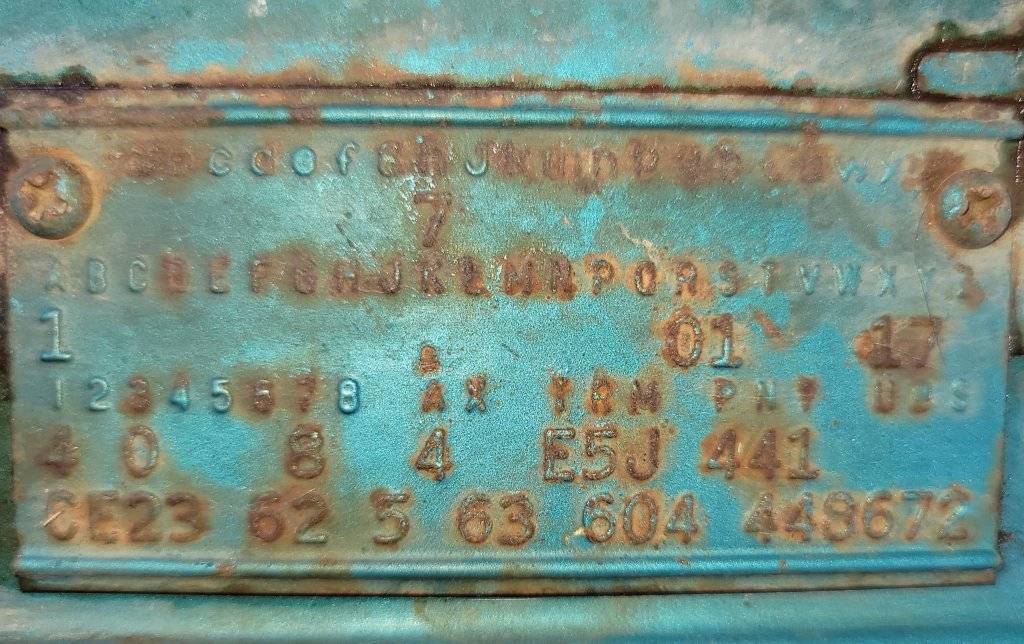 c d e f G H J
7
A B C D E F G H J K L M N P Q R S T V W X Y Z
1 01 17
1 2 3 4 5 6 7 8 AX TRM PNT UBS
4 0 8 4 E5J 441
CE23 62 5 63 604 448672